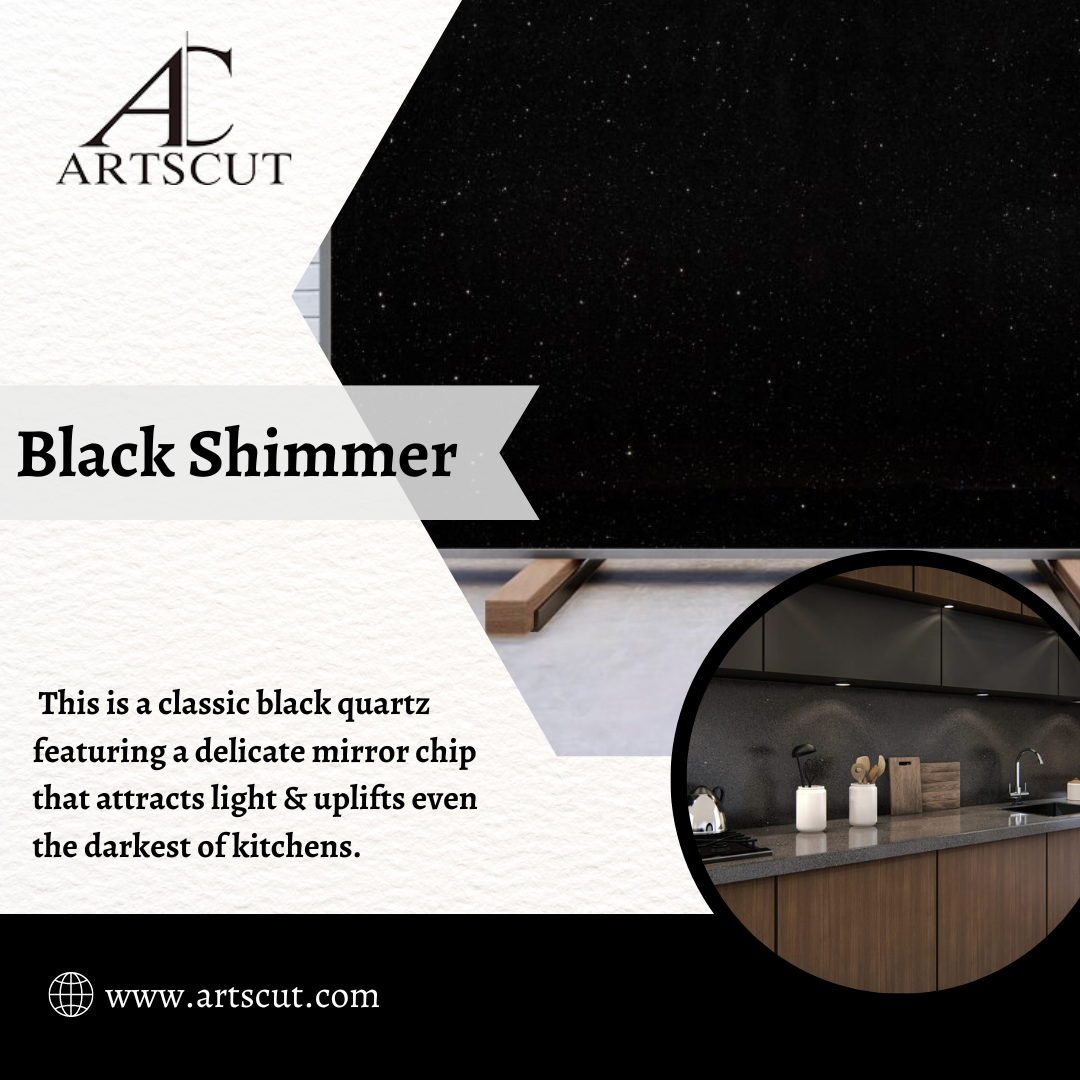 AC
ARTSCUT
Black Shimmer
This is a classic black quartz
featuring a delicate mirror chip
that attracts light & uplifts even
the darkest of kitchens.
www.artscut.com